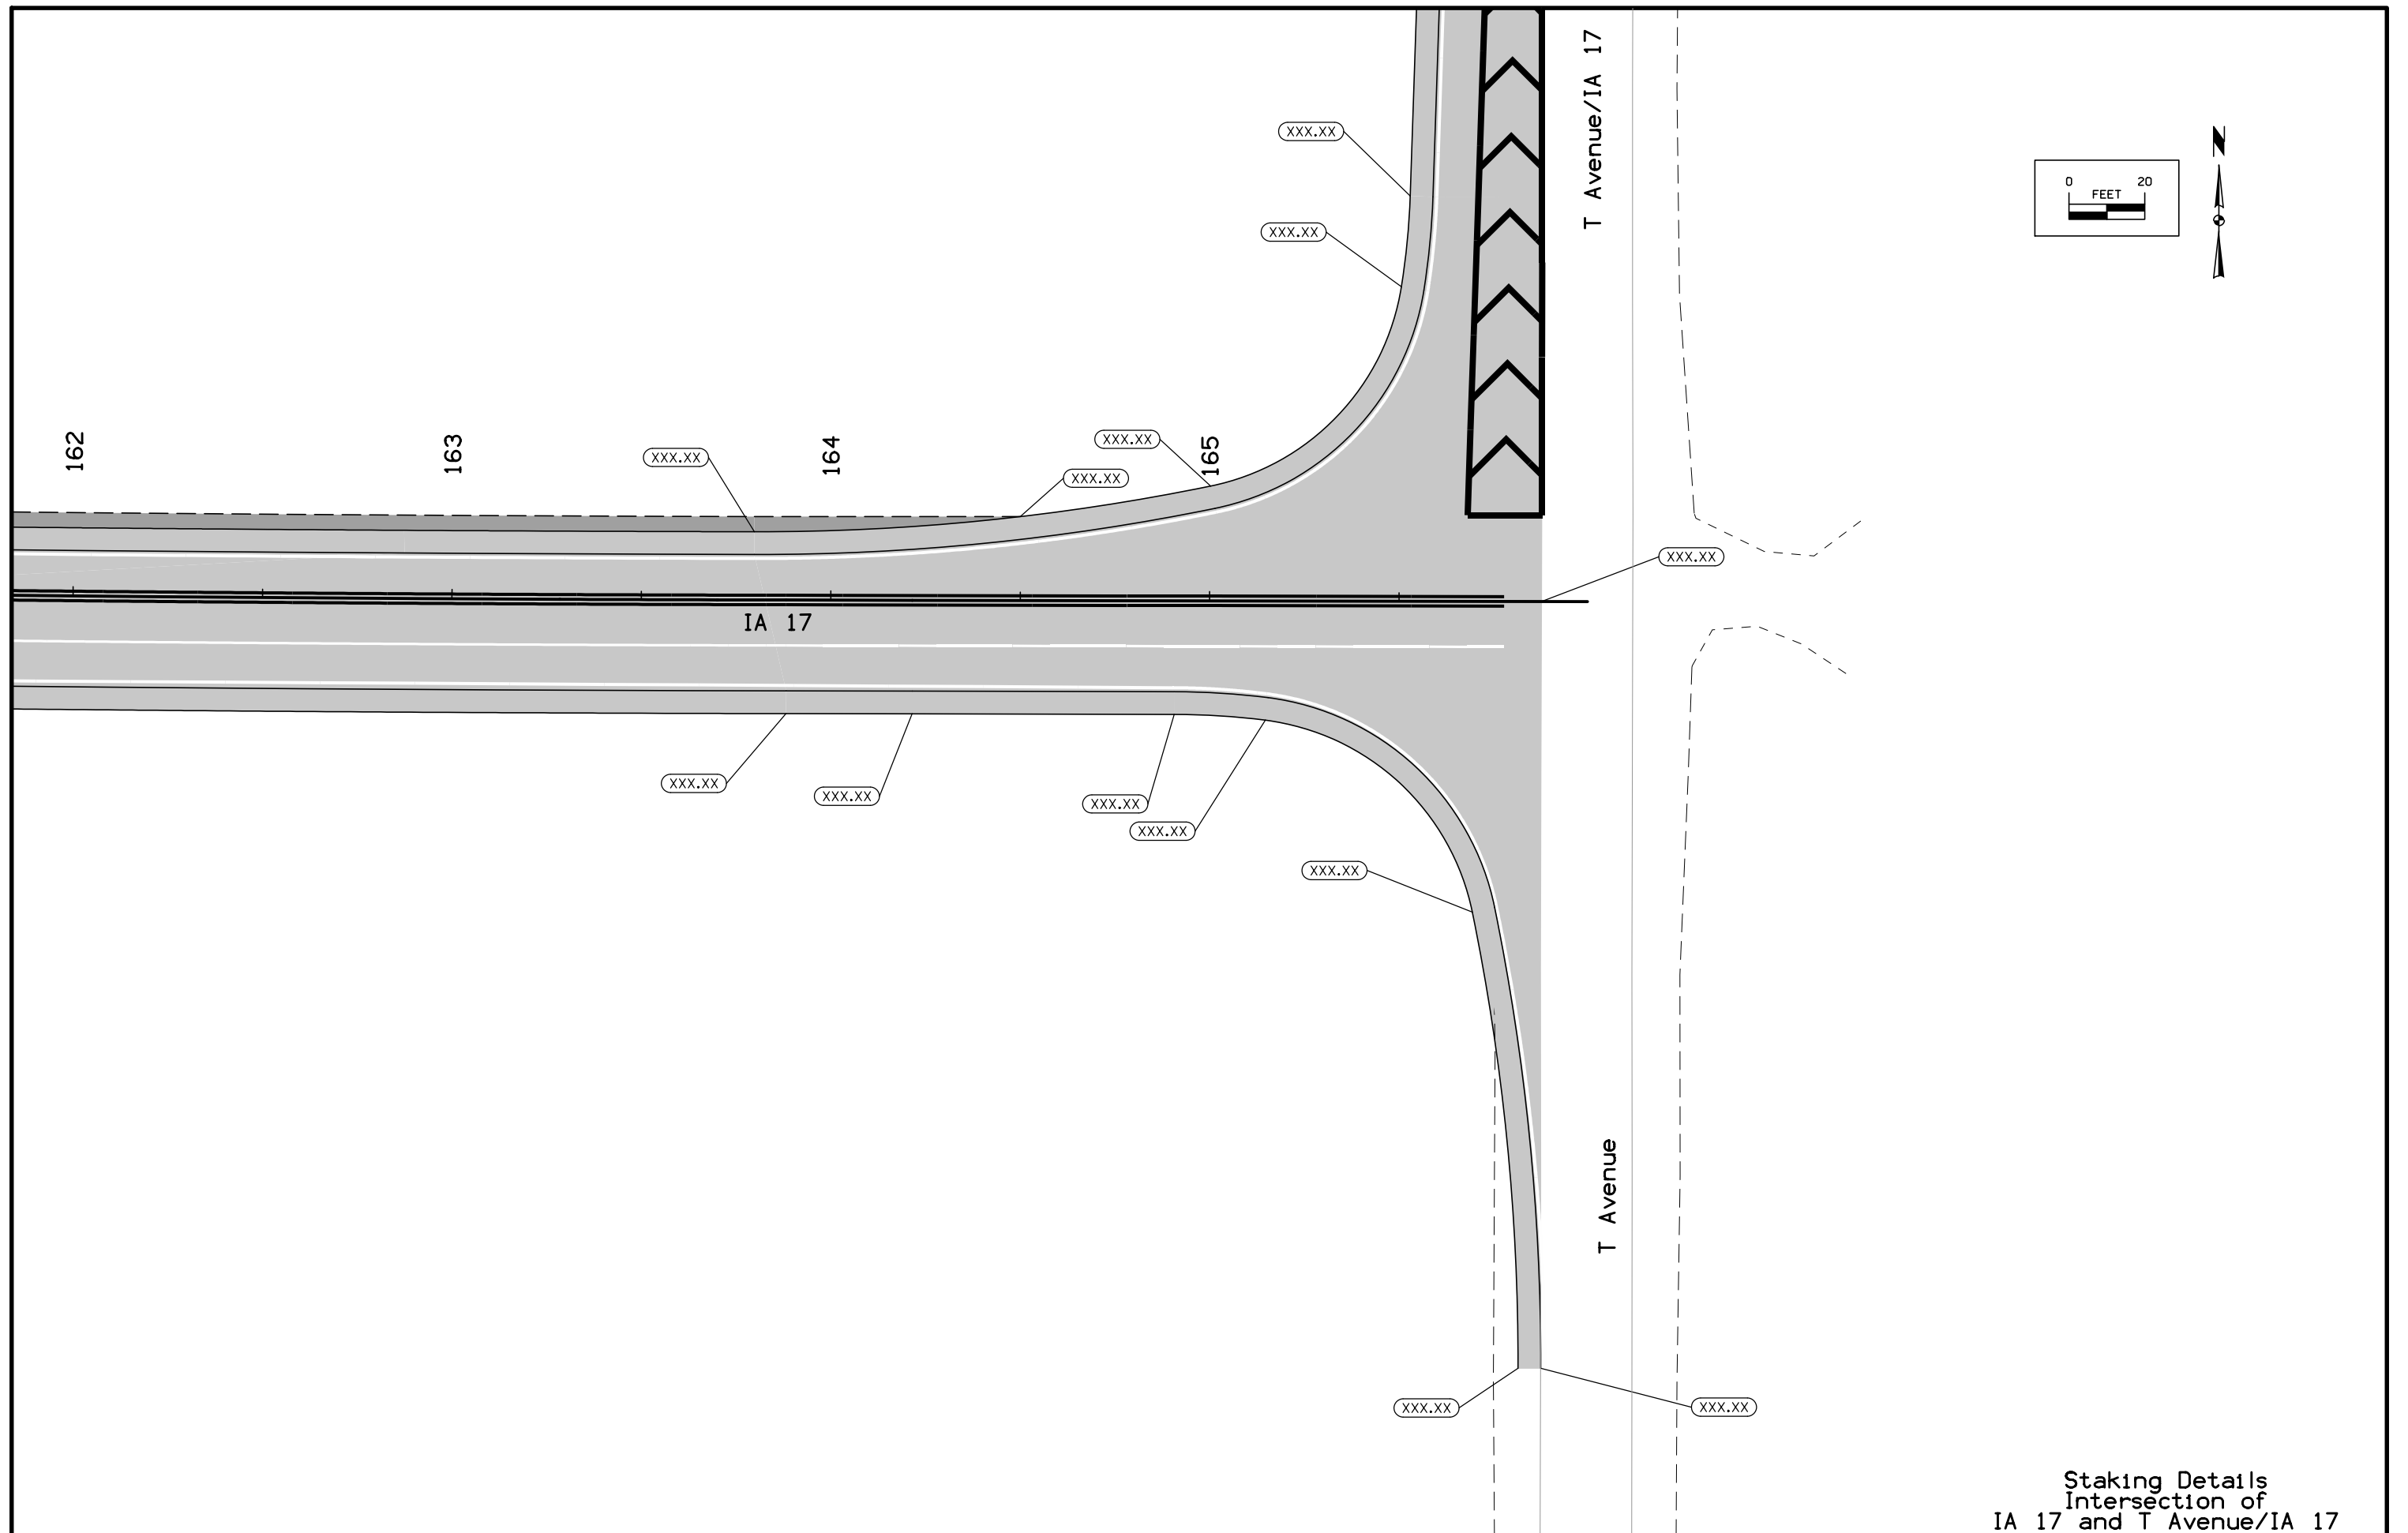 T Avenue/IA 17
N
0 20
FEET
XXX.XX
XXX.XX
162
163
164
165
XXX.XX
XXX.XX
XXX.XX
XXX.XX
IA 17
XXX.XX
XXX.XX
XXX.XX
XXX.XX
XXX.XX
T Avenue
XXX.XX
XXX.XX
Staking Details
Intersection of
IA 17 and T Avenue/IA 17